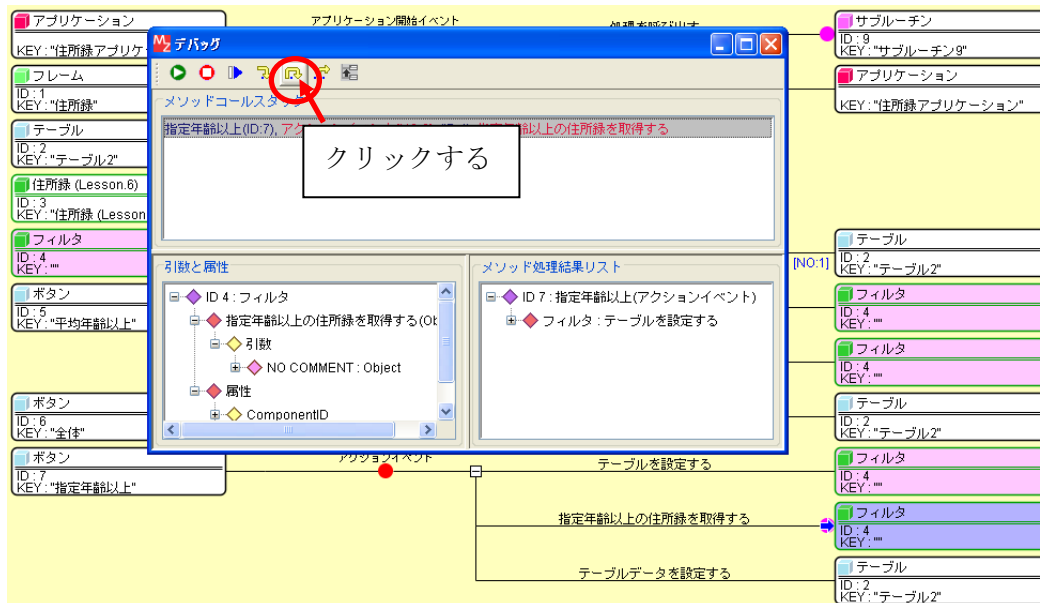 アプリケーション
KEY : "住所録アプリケ
フレーム
ID : 1
KEY : "住所録"
テーブル
ID : 2
KEY : "テーブル2"
住所録 (Lesson.6)
ID : 3
KEY : "住所録 (Lesson
フィルタ
ID : 4
KEY : ""
ボタン
ID : 5
KEY : "平均年齢以上"
ボタン
ID : 6
KEY : "全体"
ボタン
ID : 7
KEY : "指定年齢以上"
アプリケーション開始イベント
処理を呼び出す
デバッグ
メソッドコールスタック
指定年齢以上(ID:7), アク
齢以上の住所録を取得する
クリックする
引数と属性
ID 4 : フィルタ
指定年齢以上の住所録を取得する(Ob
引数
NO COMMENT : Object
属性
ComponentID
メソッド処理結果リスト
ID 7 : 指定年齢以上(アクションイベント)
フィルタ : テーブルを設定する
アクションイベント
テーブルを設定する
指定年齢以上の住所録を取得する
テーブルデータを設定する
[NO:1]
サブルーチン
ID : 9
KEY : "サブルーチン9"
アプリケーション
KEY : "住所録アプリケーション"
テーブル
ID : 2
KEY : "テーブル2"
フィルタ
ID : 4
KEY : ""
フィルタ
ID : 4
KEY : ""
テーブル
ID : 2
KEY : "テーブル2"
フィルタ
ID : 4
KEY : ""
フィルタ
ID : 4
KEY : ""
テーブル
ID : 2
KEY : "テーブル2"